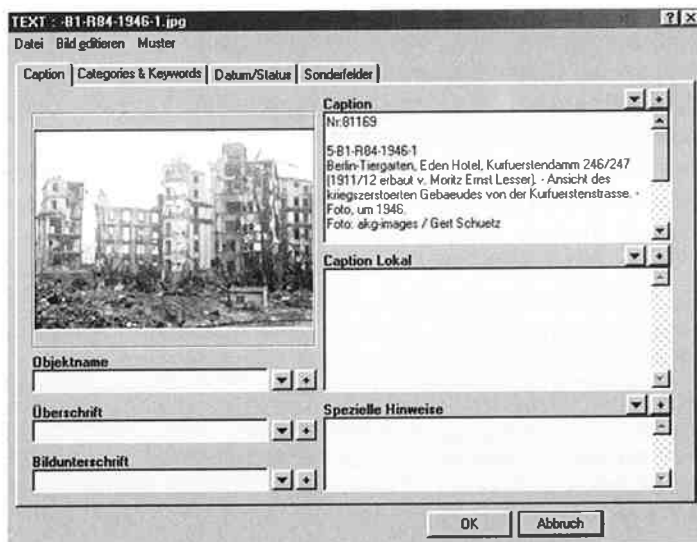 TEXT : -B1-R84-1946-1.jpg
Datei Bild editieren Muster
Caption Categories & Keywords Datum/Status Sonderfelder
Caption
Nr:81169
5-B1-R84-1946-1
Berlin-Tiergarten, Eden Hotel, Kurfuerstendamm 246/247
(1911/12 erbaut v. Moritz Ernst Lesser). - Ansicht des
kriegszerstoerten Gebaeudes von der Kurfuerstenstrasse. -
Foto, um 1946.
Foto: akg-images / Gert Schuetz
Caption Lokal
Objektname
Überschrift
Bildunterschrift
Spezielle Hinweise
OK Abbruch